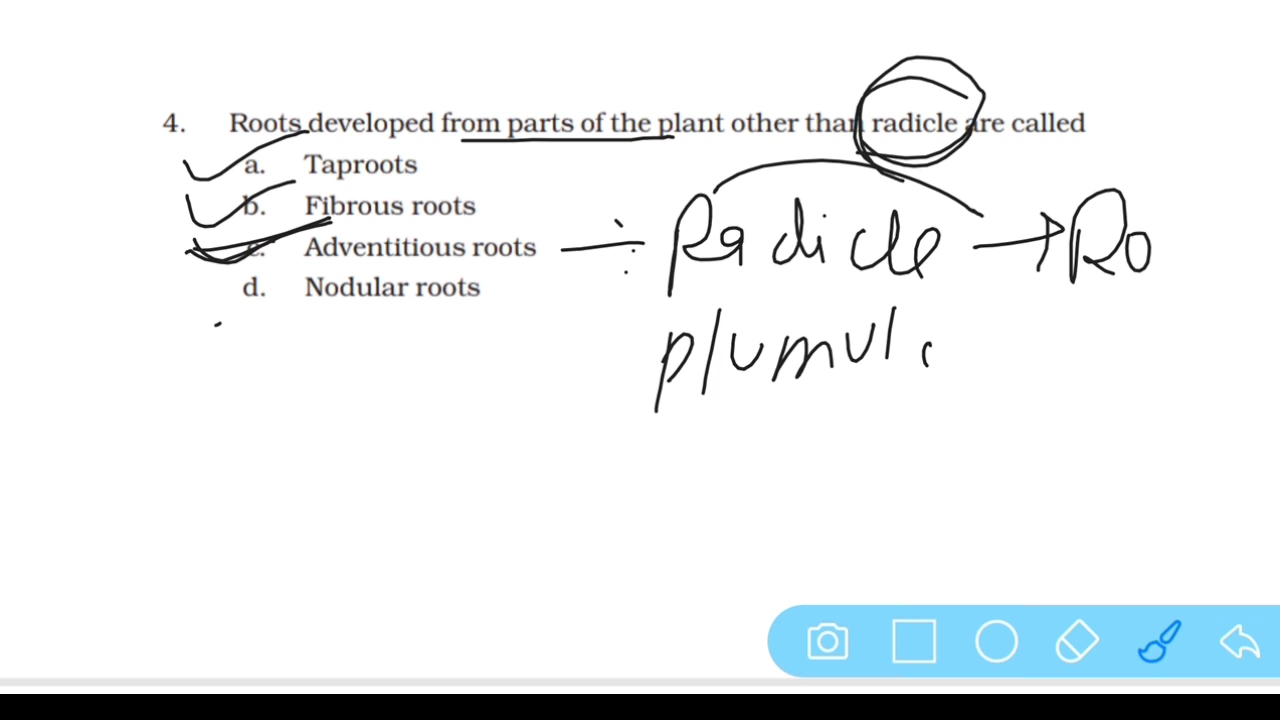 4. Roots developed from parts of the plant other than radicle are called
a. Taproots
b. Fibrous roots
c. Adventitious roots
d. Nodular roots
Radicle → Ro
plumul